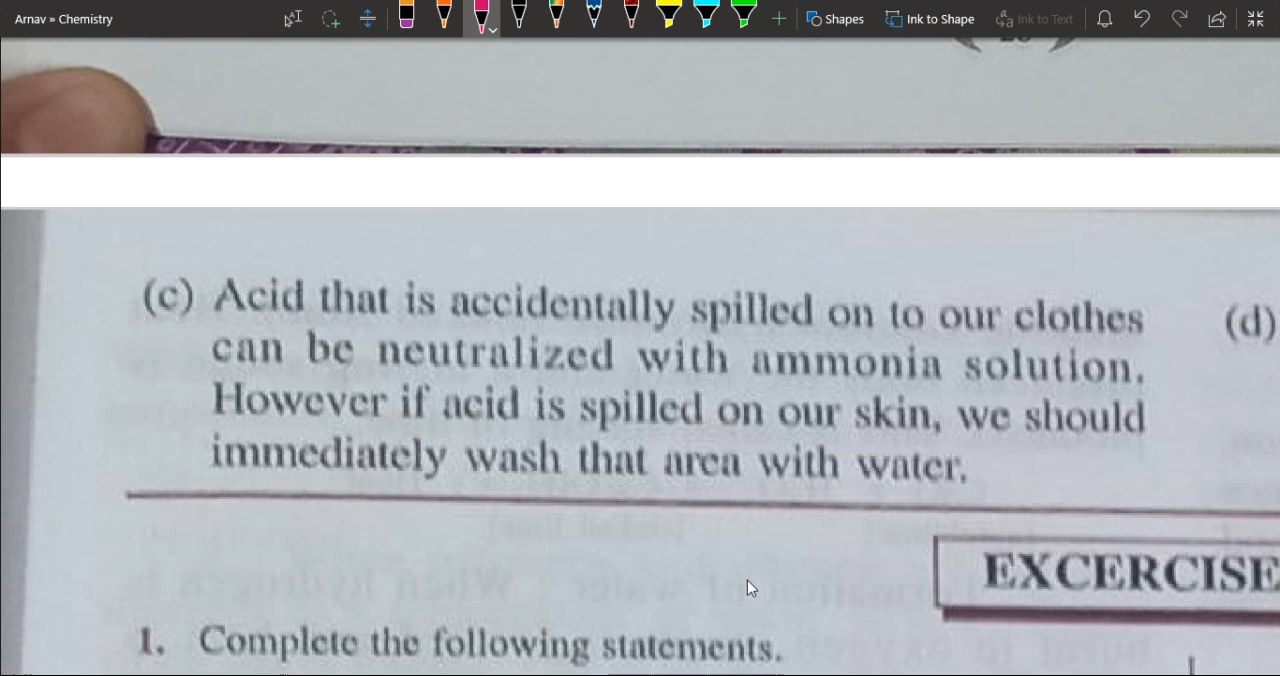 Arnav » Chemistry
Shapes
Ink to Shape
Ink to Text
(c) Acid that is accidentally spilled on to our clothes
(d)
can be neutralized with ammonia solution.
However if acid is spilled on our skin, we should
immediately wash that area with water.
EXCERCISE
1. Complete the following statements.